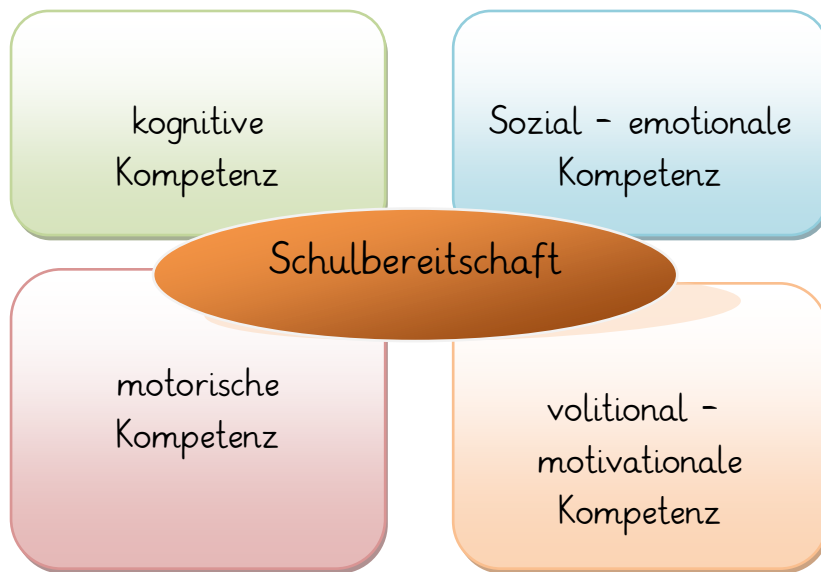 kognitive
Kompetenz
Sozial - emotionale
Kompetenz
Schulbereitschaft
motorische
Kompetenz
volitional -
motivationale
Kompetenz